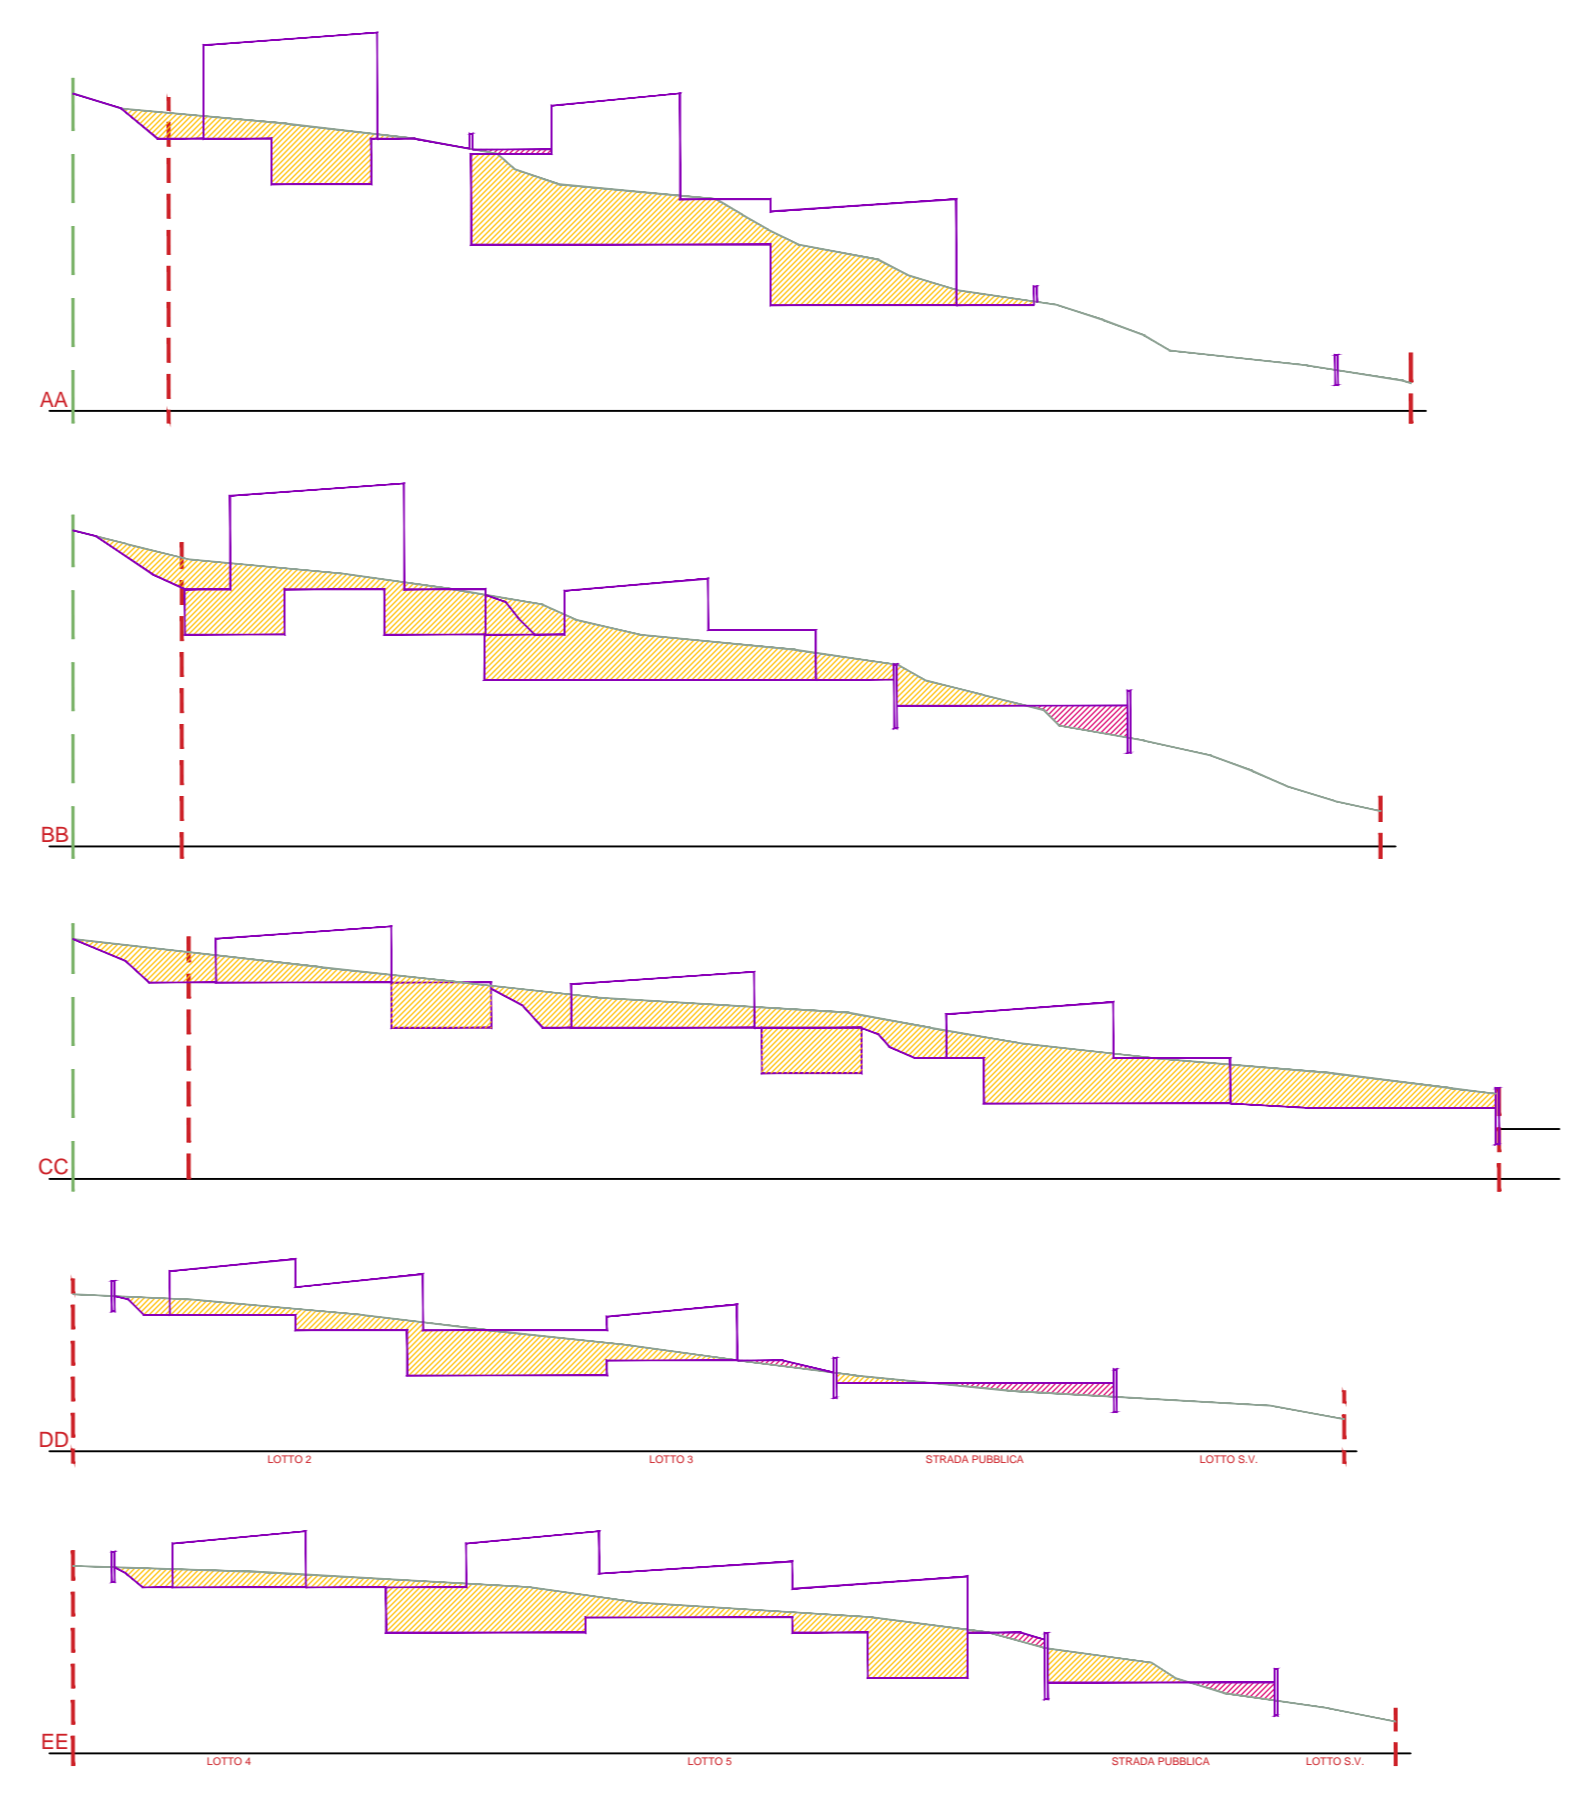 AA
BB
CC
DD
LOTTO 2 LOTTO 3 STRADA PUBBLICA LOTTO S.V.
EE
LOTTO 4 LOTTO 5 STRADA PUBBLICA LOTTO S.V.